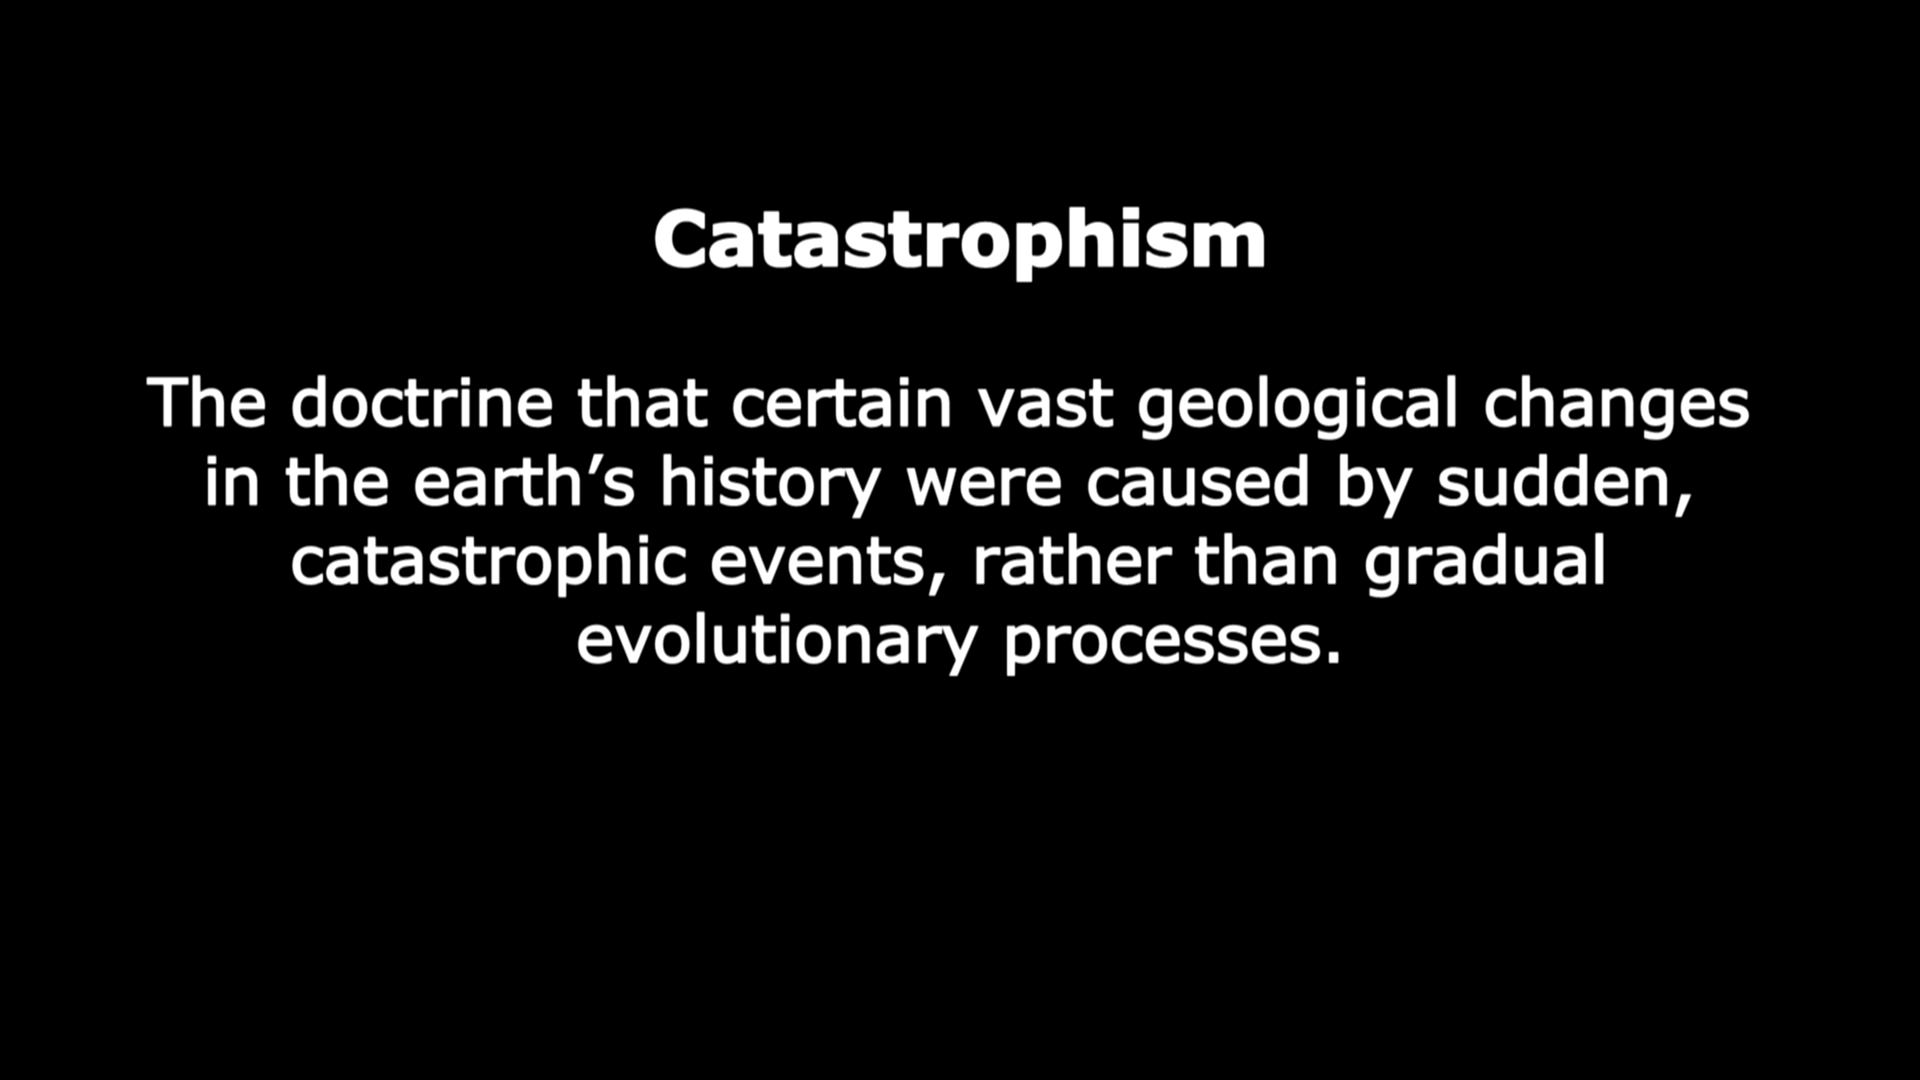 Catastrophism
The doctrine that certain vast geological changes
in the earth’s history were caused by sudden,
catastrophic events, rather than gradual
evolutionary processes.